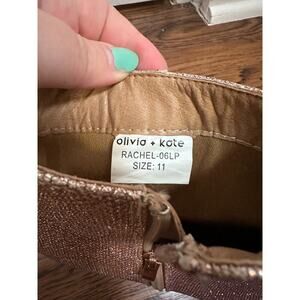 olivia + kate
RACHEL-06LP
SIZE: 11